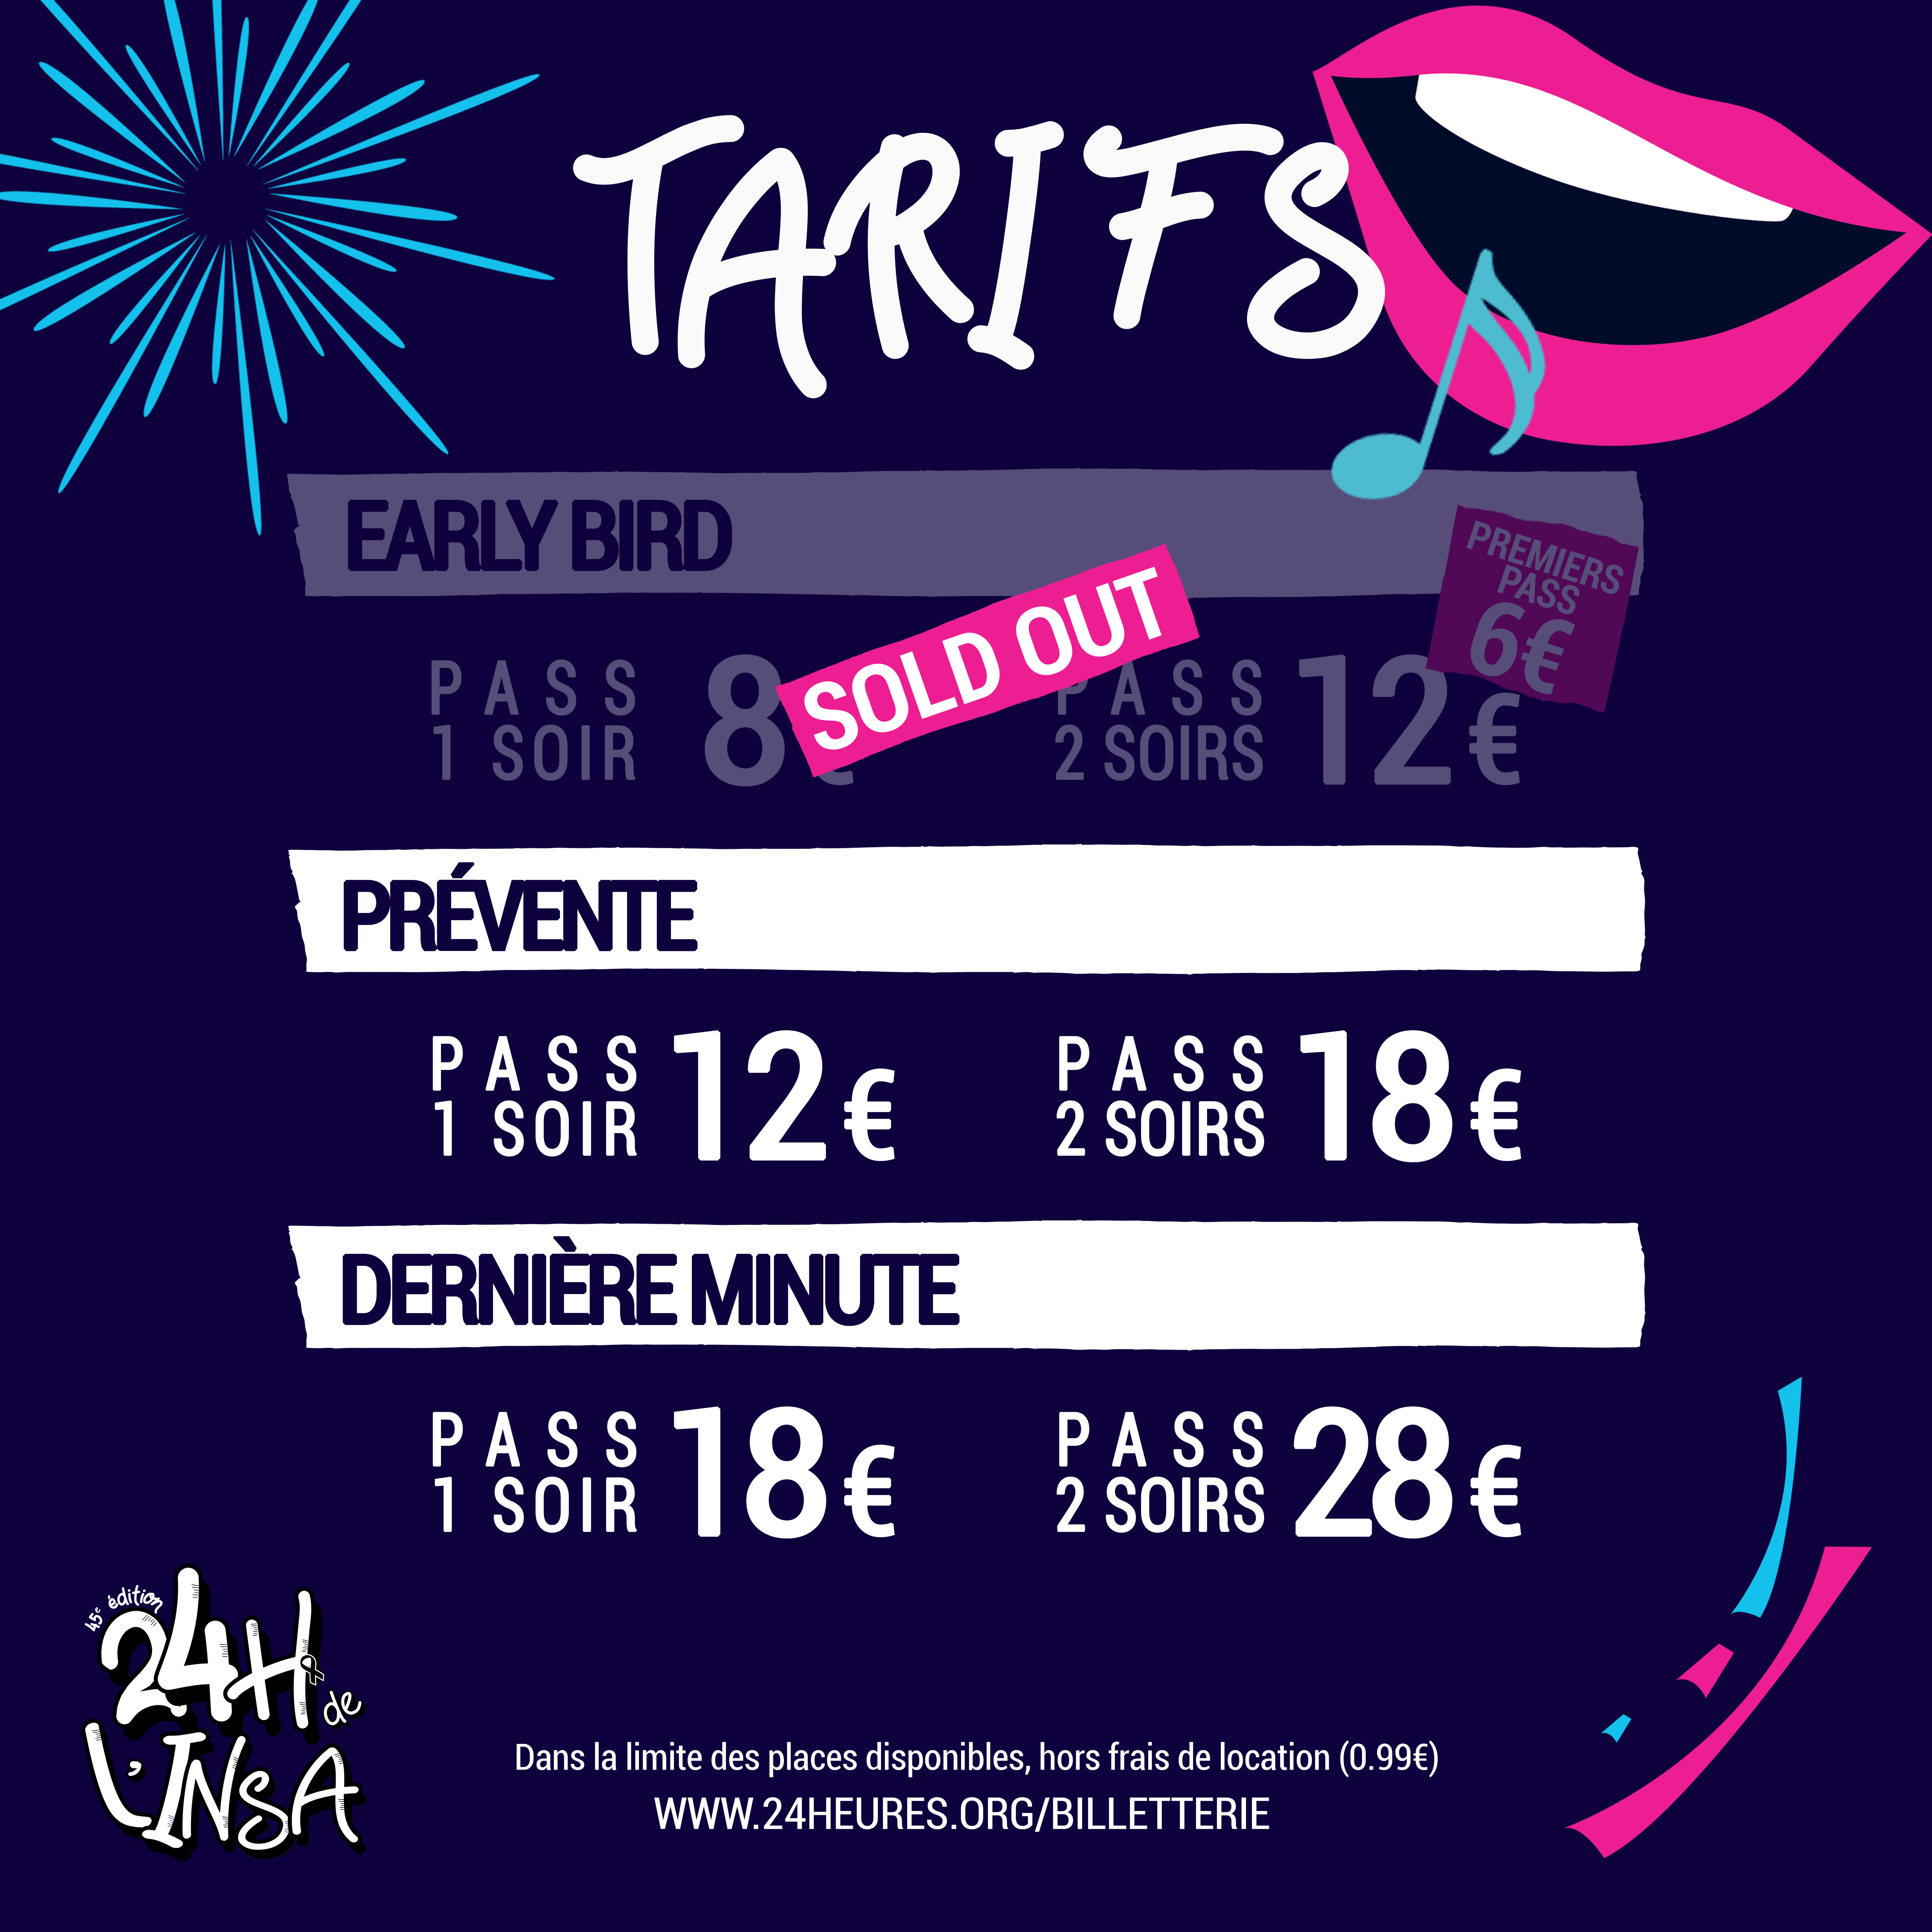 TARIFS
EARLY BIRD
PREMIERS
PASS
6€
SOLD OUT
PASS
1 SOIR
8€
PASS
2 SOIRS
12€
PRÉVENTE
PASS
1 SOIR
12€
PASS
2 SOIRS
18€
DERNIÈRE MINUTE
PASS
1 SOIR
18€
PASS
2 SOIRS
28€
45e édition
24H
de
L'INSA
Dans la limite des places disponibles, hors frais de location (0.99€)
WWW.24HEURES.ORG/BILLETTERIE